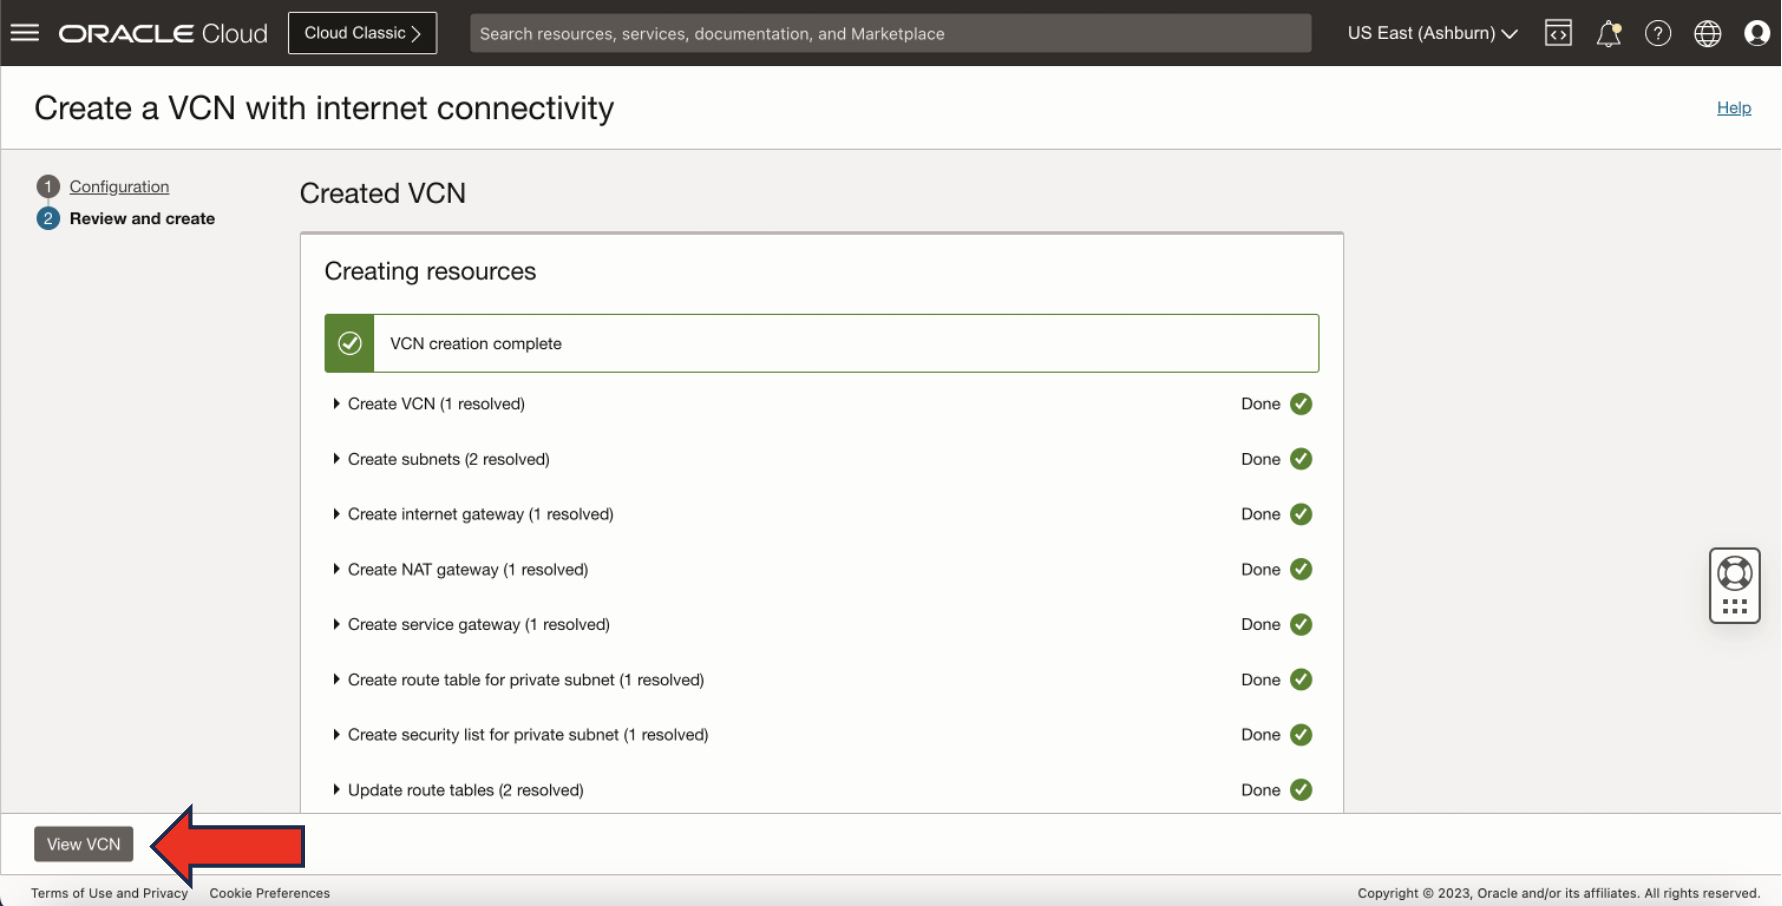 ORACLE Cloud
Cloud Classic
Search resources, services, documentation, and Marketplace
US East (Ashburn)
Create a VCN with internet connectivity
Help
1 Configuration
2 Review and create
Created VCN
Creating resources
VCN creation complete
Create VCN (1 resolved) Done
Create subnets (2 resolved) Done
Create internet gateway (1 resolved) Done
Create NAT gateway (1 resolved) Done
Create service gateway (1 resolved) Done
Create route table for private subnet (1 resolved) Done
Create security list for private subnet (1 resolved) Done
Update route tables (2 resolved) Done
View VCN
Terms of Use and Privacy Cookie Preferences
Copyright © 2023, Oracle and/or its affiliates. All rights reserved.